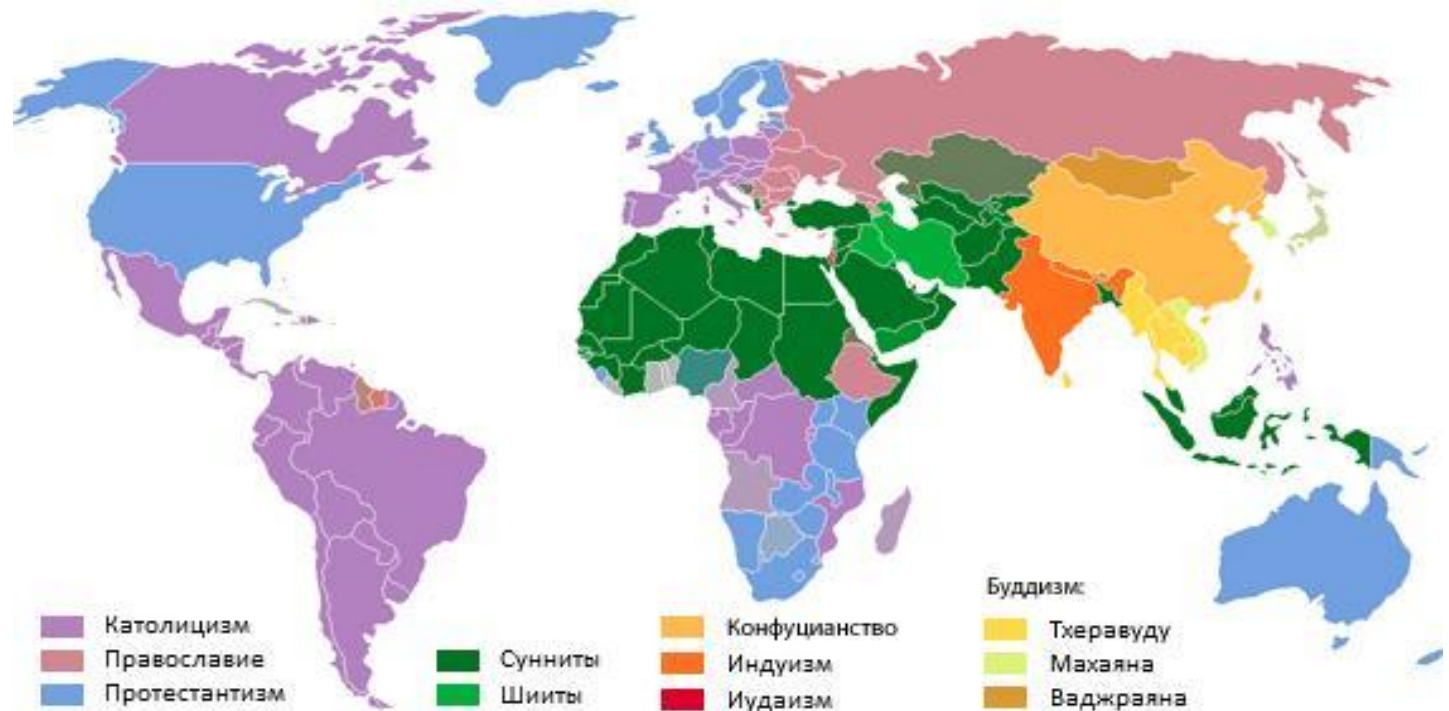 Католицизм
Православие
Протестантизм
Сунниты
Шииты
Конфуцианство
Индуизм
Иудаизм
Буддизм:
Тхеравуду
Махаяна
Ваджраяна